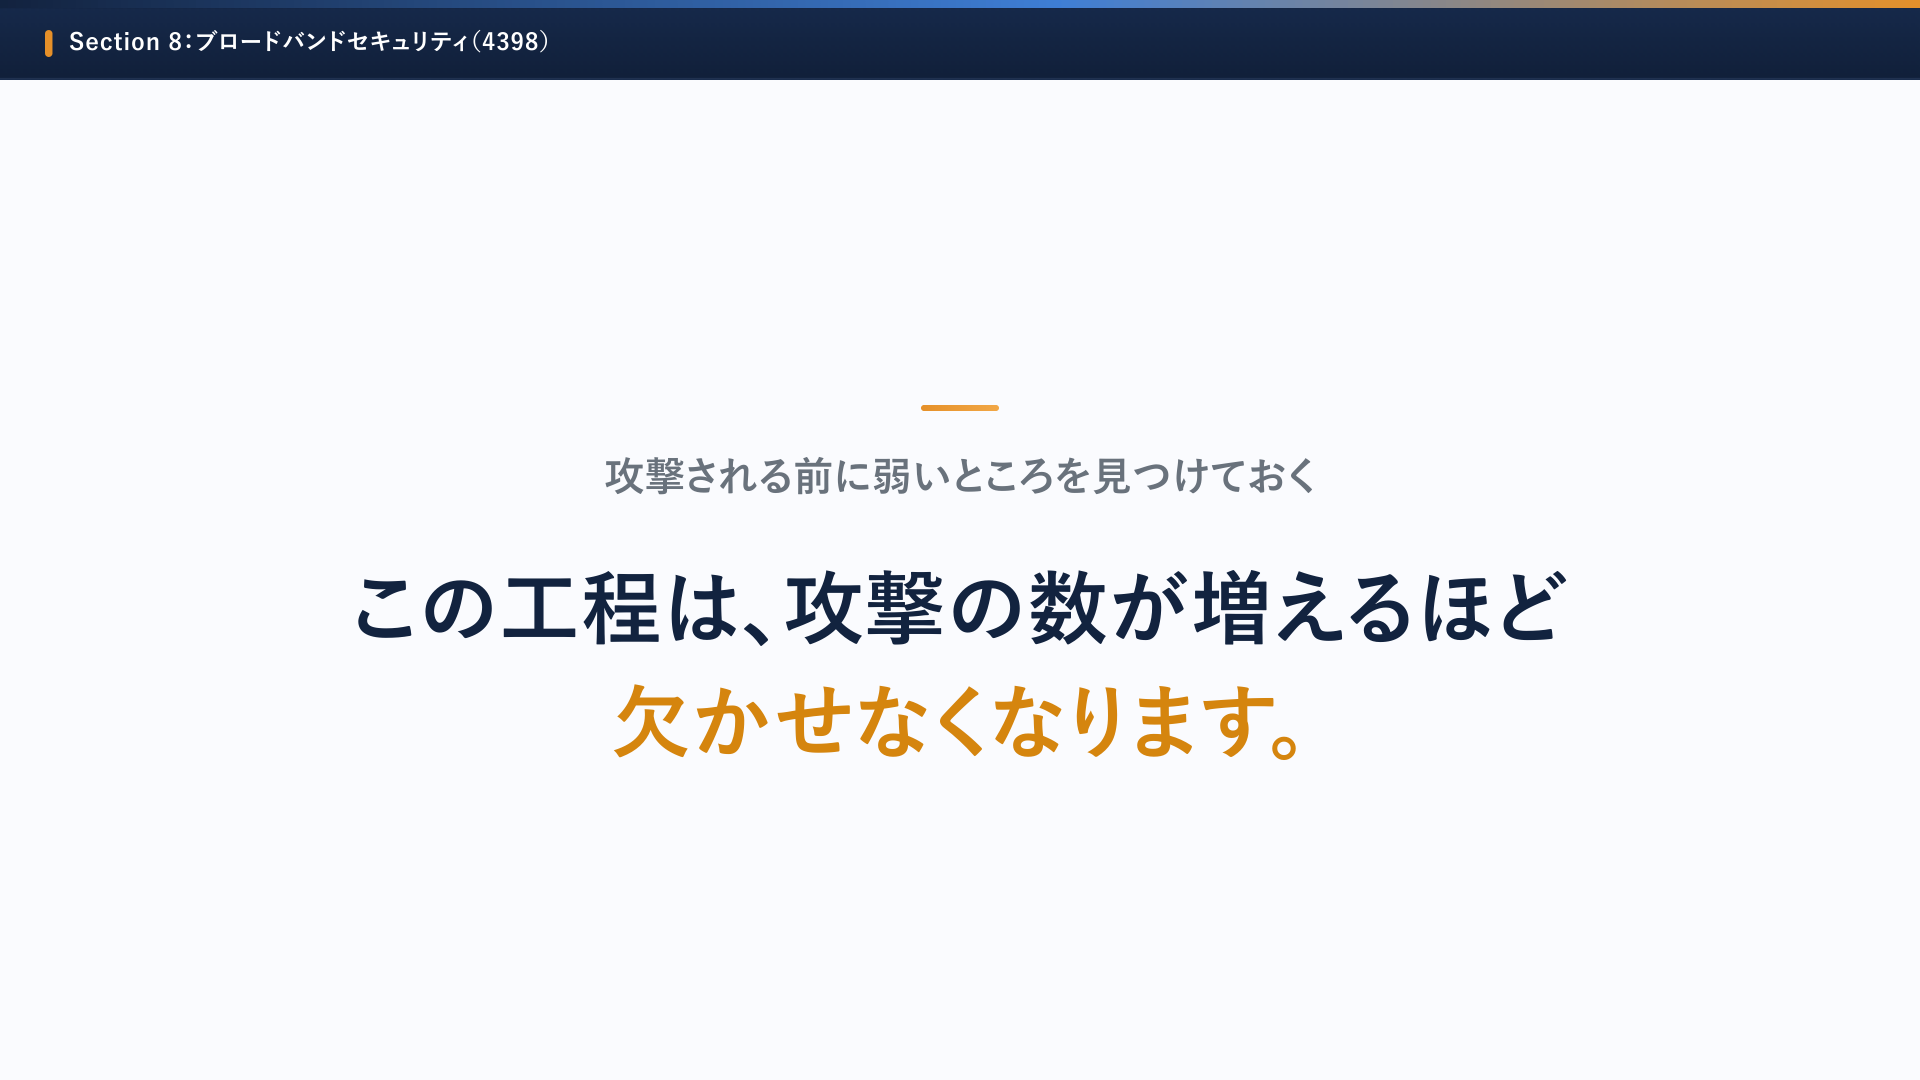 Section 8：ブロードバンドセキュリティ（4398）
攻撃される前に弱いところを見つけておく
この工程は、攻撃の数が増えるほど
欠かせなくなります。